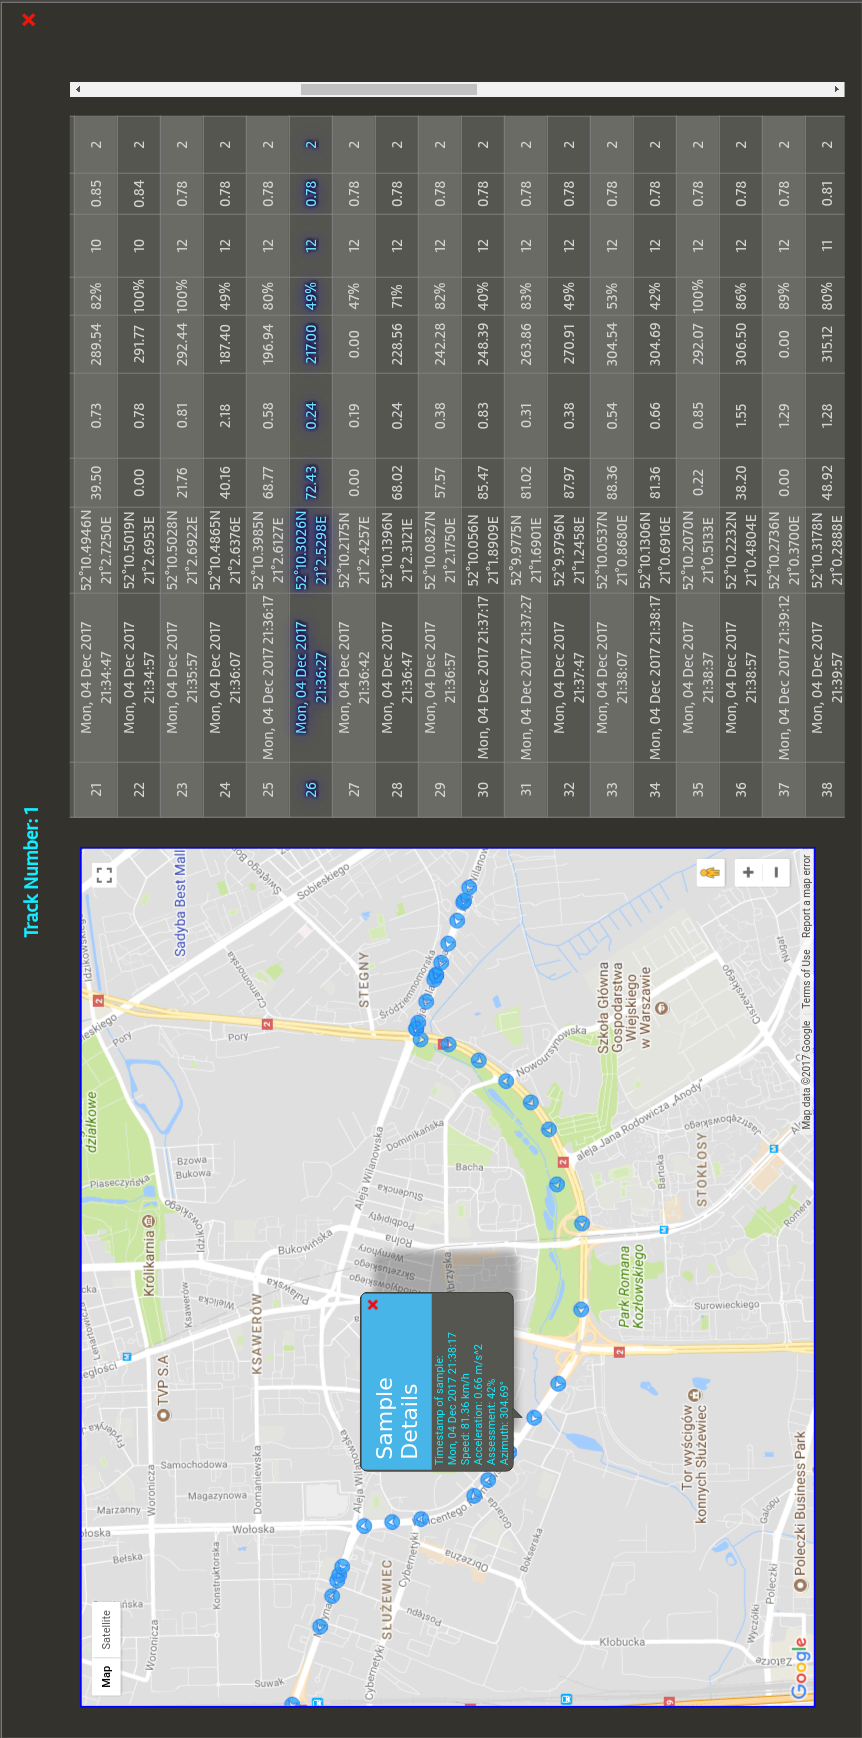 Track Number: 1
Map Satellite
Suwak
Woronicza
Bełska
Konstruktorska
Wołoska
Marzanny
Woronicza
Magazynowa
Samochodowa
Domaniewska
Wołoska
TVP S.A
KSAWERÓW
Ksawerów
Wielicka
Puławska
Królikarnia
Piaseczyńska
Bukowińska
Bzowa
Bukowa
działkowe
Pory
Pory
2
2
Idzikowskiego
Sadyba Best Mall
Czarnomorska
Sobieskiego
STEGNY
Śródziemnomorska
Aleja Wilanowska
Aleja Wilanowska
Dominikańska
Studencka
Podbipięty
Rolna
Bacha
Nowoursynowska
SŁUŻEWIEC
Cybernetyki
Cybernetyki
Postępu
Obrzeżna
Gotarda
Bokserska
Kłobucka
Sample
Details
Timestamp of sample:
Mon, 04 Dec 2017 21:38:17
Speed: 81.36 km/h
Acceleration: 0.66 m/s^2
Assessment: 42%
Azimuth: 304.69°
Szkoła Główna
Gospodarstwa
Wiejskiego
w Warszawie
aleja Jana Rodowicza „Anody”
2
2
Bartoka
STOKŁOSY
Jastrzębowskiego
Ciszewskiego
Nugat
Romera
Park Romana
Kozłowskiego
Surowieckiego
Tor wyścigów
konnych Służewiec
Galopu
Poleczki Business Park
Poleczki
Wyczółki
Google
Map data ©2017 Google Terms of Use Report a map error
21 Mon, 04 Dec 2017 21:34:47 52°10.4946N 21°2.7250E 39.50 0.73 289.54 82% 10 0.85 2
22 Mon, 04 Dec 2017 21:34:57 52°10.5019N 21°2.6953E 0.00 0.78 291.77 100% 10 0.84 2
23 Mon, 04 Dec 2017 21:35:57 52°10.5028N 21°2.6922E 21.76 0.81 292.44 100% 12 0.78 2
24 Mon, 04 Dec 2017 21:36:07 52°10.4865N 21°2.6376E 40.16 2.18 187.40 49% 12 0.78 2
25 Mon, 04 Dec 2017 21:36:17 52°10.3985N 21°2.6127E 68.77 0.58 196.94 80% 12 0.78 2
26 Mon, 04 Dec 2017 21:36:27 52°10.3026N 21°2.5298E 72.43 0.24 217.00 49% 12 0.78 2
27 Mon, 04 Dec 2017 21:36:42 52°10.2175N 21°2.4257E 0.00 0.19 0.00 47% 12 0.78 2
28 Mon, 04 Dec 2017 21:36:47 52°10.1396N 21°2.3121E 68.02 0.24 228.56 71% 12 0.78 2
29 Mon, 04 Dec 2017 21:36:57 52°10.0827N 21°2.1750E 57.57 0.38 242.28 82% 12 0.78 2
30 Mon, 04 Dec 2017 21:37:17 52°10.056N 21°1.8909E 85.47 0.83 248.39 40% 12 0.78 2
31 Mon, 04 Dec 2017 21:37:27 52°9.9775N 21°1.6901E 81.02 0.31 263.86 83% 12 0.78 2
32 Mon, 04 Dec 2017 21:37:47 52°9.9796N 21°1.2458E 87.97 0.38 270.91 49% 12 0.78 2
33 Mon, 04 Dec 2017 21:38:07 52°10.0537N 21°0.8680E 88.36 0.54 304.54 53% 12 0.78 2
34 Mon, 04 Dec 2017 21:38:17 52°10.1306N 21°0.6916E 81.36 0.66 304.69 42% 12 0.78 2
35 Mon, 04 Dec 2017 21:38:37 52°10.2070N 21°0.5133E 0.22 0.85 292.07 100% 12 0.78 2
36 Mon, 04 Dec 2017 21:38:57 52°10.2232N 21°0.4804E 38.20 1.55 306.50 86% 12 0.78 2
37 Mon, 04 Dec 2017 21:39:12 52°10.2736N 21°0.3700E 0.00 1.29 0.00 89% 12 0.78 2
38 Mon, 04 Dec 2017 21:39:57 52°10.3178N 21°0.2888E 48.92 1.28 315.12 80% 11 0.81 2